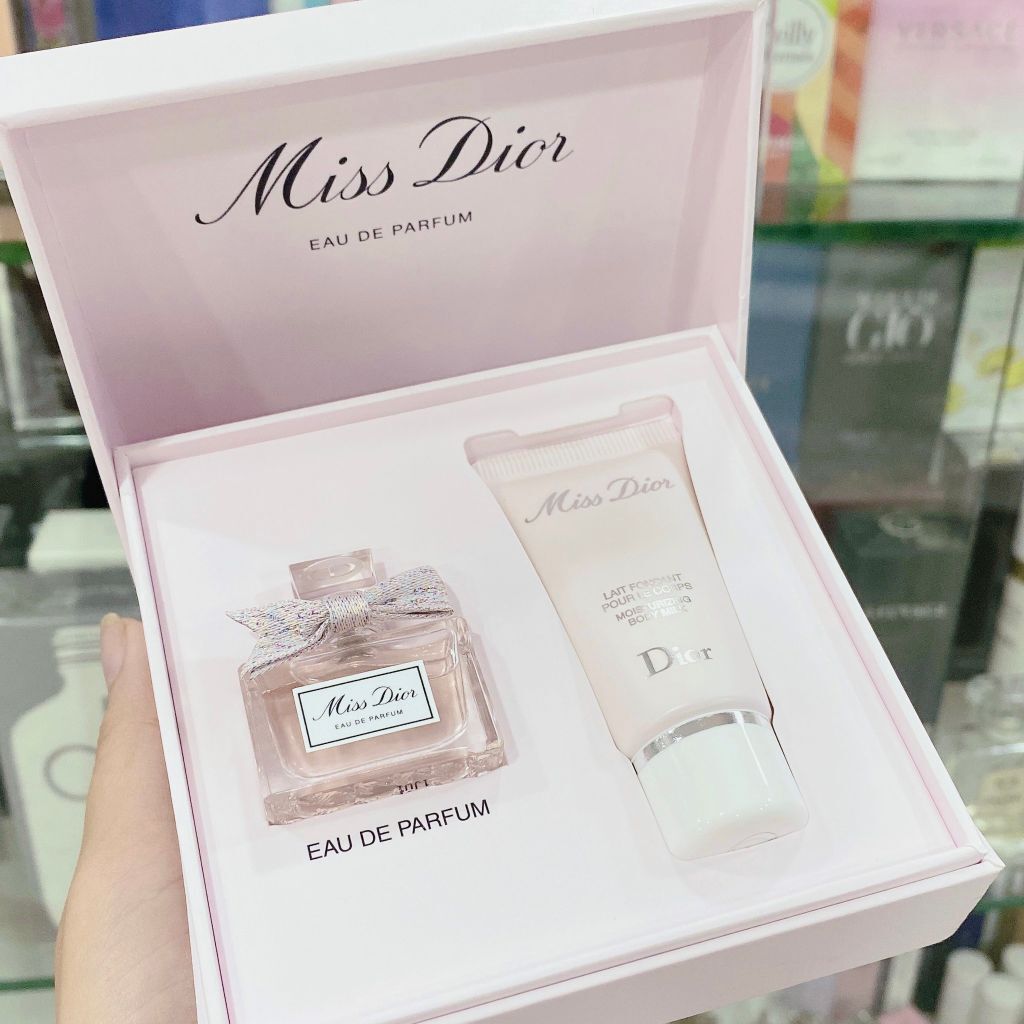 Miss Dior
EAU DE PARFUM
Miss Dior
LAIT FONDANT
POUR LE CORPS
MOISTURIZING
BODY MILK
Dior
Miss Dior
EAU DE PARFUM
EAU DE PARFUM
VERSACE
GIO